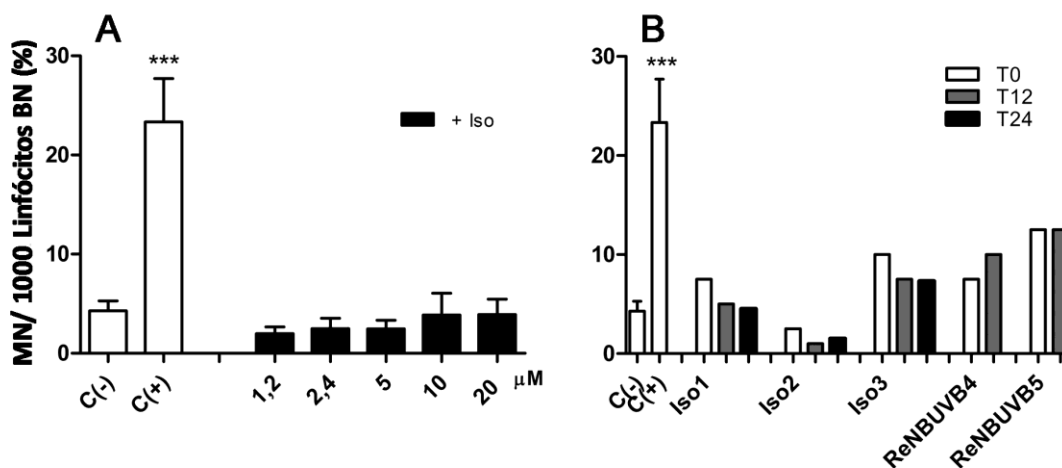 A
B
MN/ 1000 Linfócitos BN (%)
30
20
10
0
***
+ Iso
C(-)
C(+)
1,2
2,4
5
10
20
μM
30
20
10
0
***
T0
T12
T24
C(-)
C(+)
Iso1
Iso2
Iso3
ReNBUVB4
ReNBUVB5